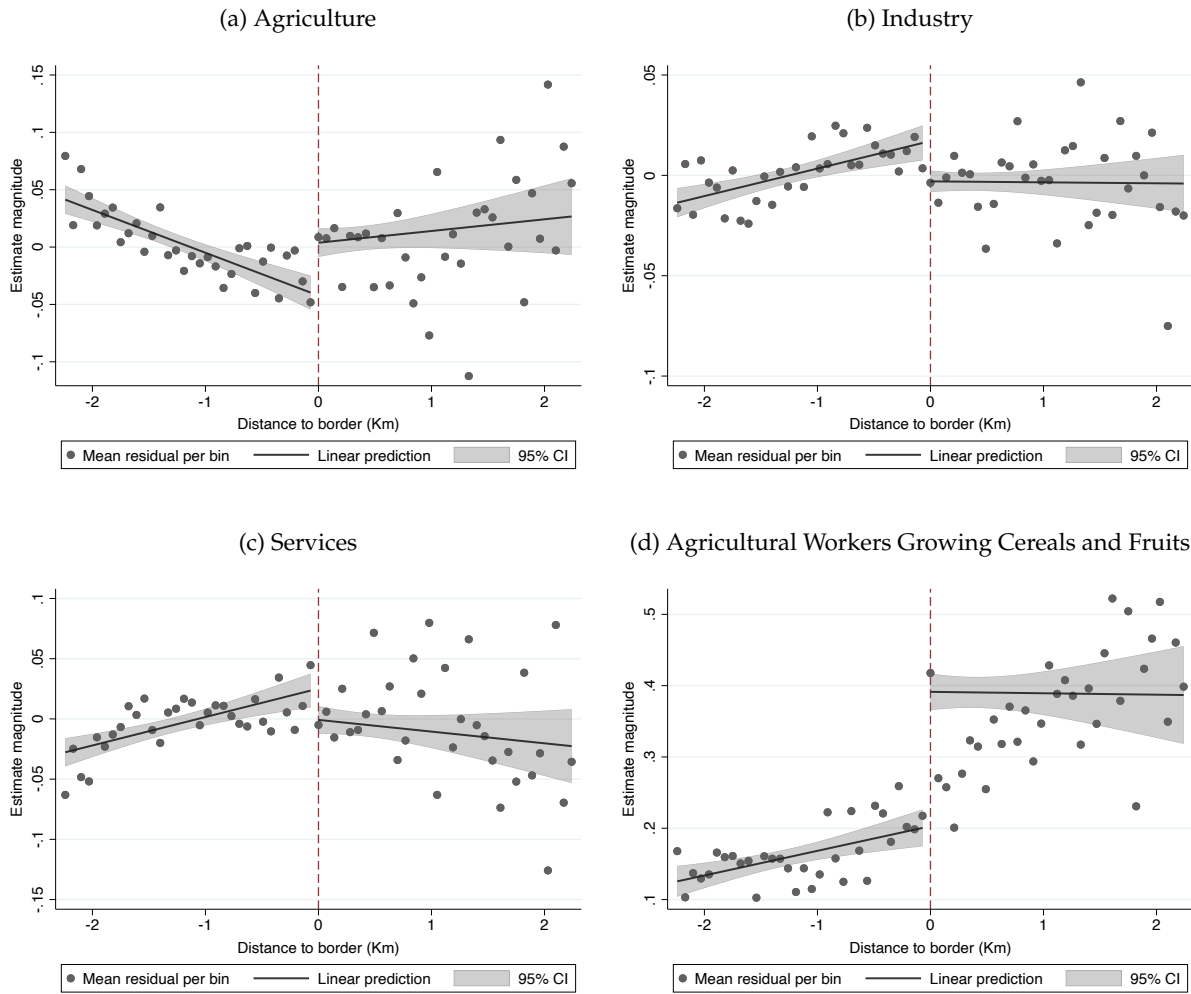 (a) Agriculture
.15
.1
.05
0
-.05
-.1
Estimate magnitude
-2 -1 0 1 2
Distance to border (Km)
Mean residual per bin Linear prediction 95% CI
(b) Industry
.05
0
-.05
-.1
Estimate magnitude
-2 -1 0 1 2
Distance to border (Km)
Mean residual per bin Linear prediction 95% CI
(c) Services
.1
.05
0
-.05
-.1
-.15
Estimate magnitude
-2 -1 0 1 2
Distance to border (Km)
Mean residual per bin Linear prediction 95% CI
(d) Agricultural Workers Growing Cereals and Fruits
.5
.4
.3
.2
.1
Estimate magnitude
-2 -1 0 1 2
Distance to border (Km)
Mean residual per bin Linear prediction 95% CI